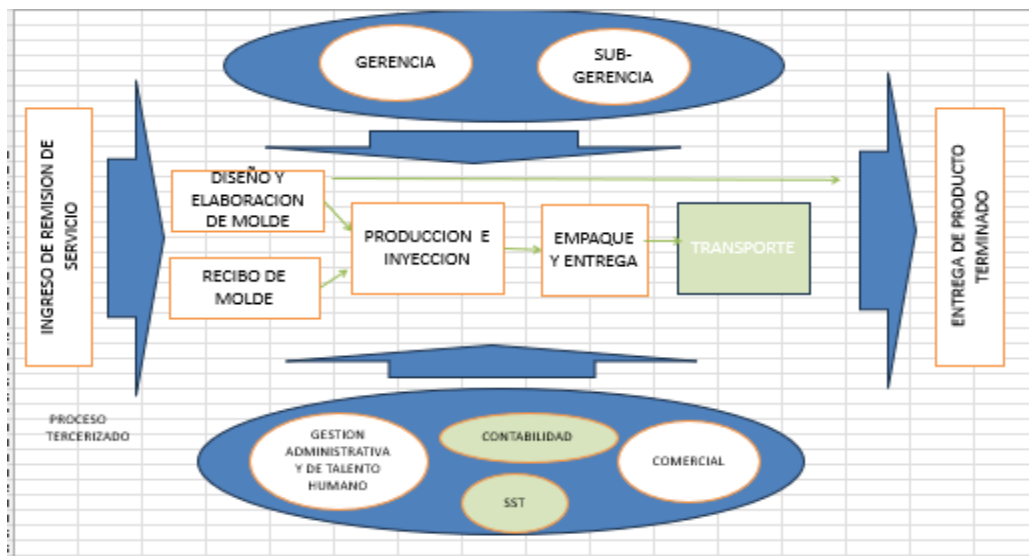 GERENCIA
SUB-
GERENCIA
INGRESO DE REMISION DE
SERVICIO
DISEÑO Y
ELABORACION
DE MOLDE
RECIBO DE
MOLDE
PRODUCCION E
INYECCION
EMPAQUE
Y ENTREGA
TRANSPORTE
ENTREGA DE PRODUCTO
TERMINADO
PROCESO
TERCERIZADO
GESTION
ADMINISTRATIVA
Y DE TALENTO
HUMANO
CONTABILIDAD
SST
COMERCIAL